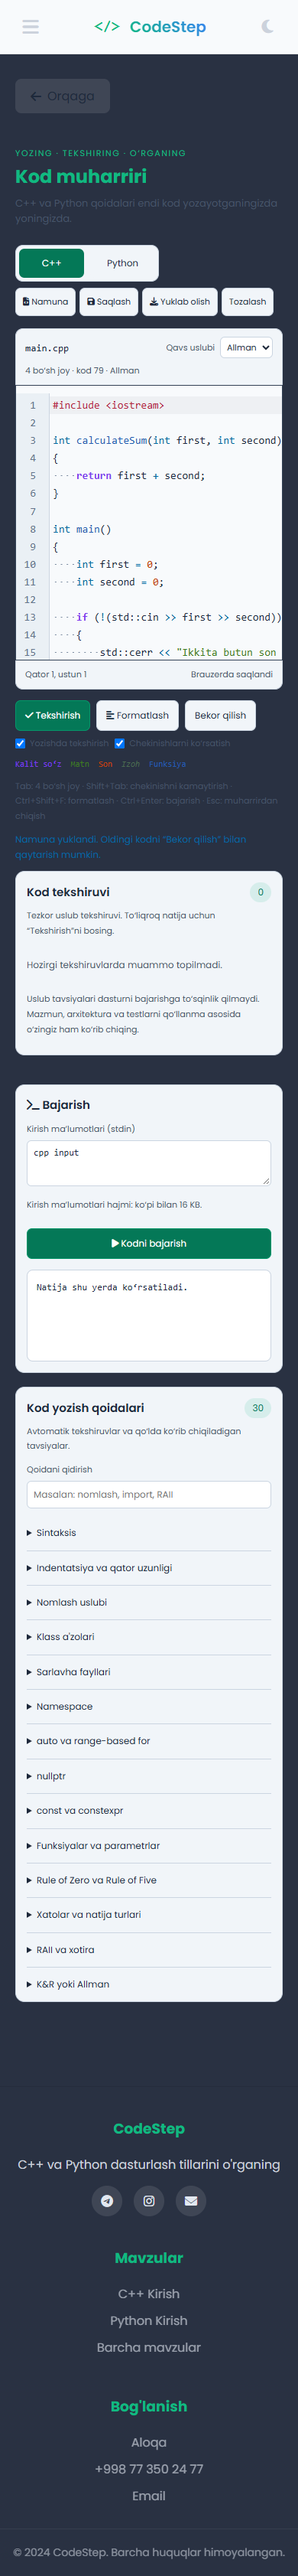 </> CodeStep
← Orqaga
YOZING · TEKSHIRING · O‘RGANING
Kod muharriri
C++ va Python qoidalari endi kod yozayotganingizda
yoningizda.
C++ Python
Namuna Saqlash Yuklab olish Tozalash
main.cpp Qavs uslubi Allman
4 bo‘sh joy · kod 79 · Allman
1 #include <iostream>
2
3 int calculateSum(int first, int second)
4 {
5 ····return first + second;
6 }
7
8 int main()
9 {
10 ····int first = 0;
11 ····int second = 0;
12
13 ····if (!(std::cin >> first >> second))
14 ····{
15 ········std::cerr << "Ikkita butun son
Qator 1, ustun 1 Brauzerda saqlandi
Tekshirish Formatlash Bekor qilish
Yozishda tekshirish Chekinishlarni ko‘rsatish
Kalit so‘z Matn Son Izoh Funksiya
Tab: 4 bo‘sh joy · Shift+Tab: chekinishni kamaytirish ·
Ctrl+Shift+F: formatlash · Ctrl+Enter: bajarish · Esc: muharrirdan
chiqish
Namuna yuklandi. Oldingi kodni “Bekor qilish” bilan
qaytarish mumkin.
Kod tekshiruvi 0
Tezkor uslub tekshiruvi. To‘liqroq natija uchun
“Tekshirish”ni bosing.
Hozirgi tekshiruvlarda muammo topilmadi.
Uslub tavsiyalari dasturni bajarishga to‘sqinlik qilmaydi.
Mazmun, arxitektura va testlarni qo‘llanma asosida
o‘zingiz ham ko‘rib chiqing.
Bajarish
Kirish ma’lumotlari (stdin)
cpp input
Kirish ma’lumotlari hajmi: ko‘pi bilan 16 KB.
Kodni bajarish
Natija shu yerda ko‘rsatiladi.
Kod yozish qoidalari 30
Avtomatik tekshiruvlar va qo‘lda ko‘rib chiqiladigan
tavsiyalar.
Qoidani qidirish
Masalan: nomlash, import, RAII
Sintaksis
Indentatsiya va qator uzunligi
Nomlash uslubi
Klass a'zolari
Sarlavha fayllari
Namespace
auto va range-based for
nullptr
const va constexpr
Funksiyalar va parametrlar
Rule of Zero va Rule of Five
Xatolar va natija turlari
RAII va xotira
K&R yoki Allman
CodeStep
C++ va Python dasturlash tillarini o'rganing
Mavzular
C++ Kirish
Python Kirish
Barcha mavzular
Bog'lanish
Aloqa
+998 77 350 24 77
Email
© 2024 CodeStep. Barcha huquqlar himoyalangan.